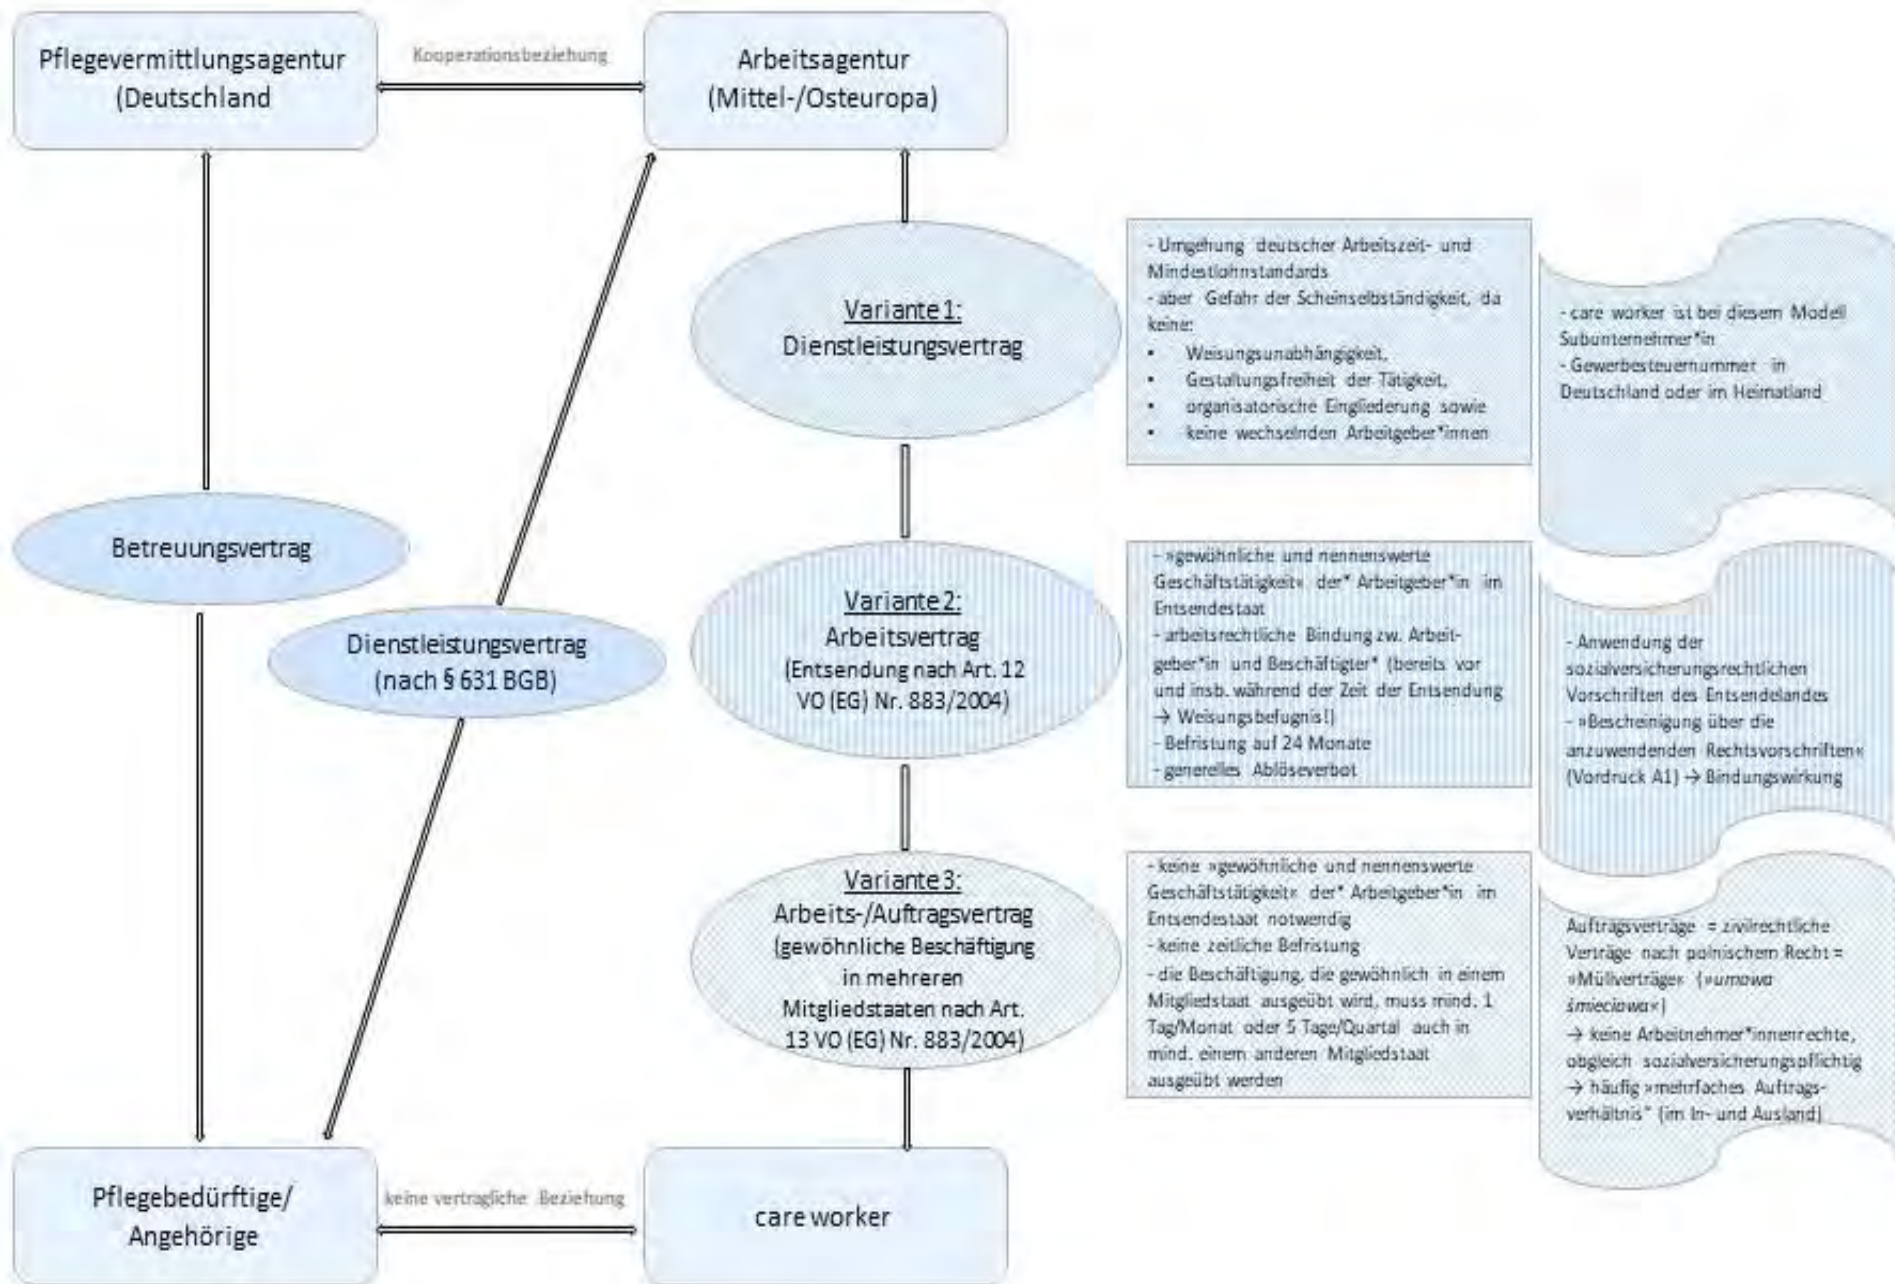 Pflegevermittlungsagentur
(Deutschland
Kooperationsbeziehung
Arbeitsagentur
(Mittel-/Osteuropa)
Variante 1:
Dienstleistungsvertrag
- Umgehung deutscher Arbeitszeit- und
Mindestlohnstandards
- aber Gefahr der Scheinselbständigkeit, da
keine:
• Weisungsunabhängigkeit,
• Gestaltungsfreiheit der Tätigkeit,
• organisatorische Eingliederung sowie
• keine wechselnden Arbeitgeber*innen
- care worker ist bei diesem Modell
Subunternehmer*in
- Gewerbesteuernummer in
Deutschland oder im Heimatland
Betreuungsvertrag
Dienstleistungsvertrag
(nach § 631 BGB)
Variante 2:
Arbeitsvertrag
(Entsendung nach Art. 12
VO (EG) Nr. 883/2004)
- »gewöhnliche und nennenswerte
Geschäftstätigkeit« der* Arbeitgeber*in im
Entsendestaat
- arbeitsrechtliche Bindung zw. Arbeit-
geber*in und Beschäftigter* (bereits vor
und insb. während der Zeit der Entsendung
→ Weisungsbefugnis!)
- Befristung auf 24 Monate
- generelles Ablöseverbot
- Anwendung der
sozialversicherungsrechtlichen
Vorschriften des Entsendelandes
- »Bescheinigung über die
anzuwendenden Rechtsvorschriften«
(Vordruck A1) → Bindungswirkung
Variante 3:
Arbeits-/Auftragsvertrag
(gewöhnliche Beschäftigung
in mehreren
Mitgliedstaaten nach Art.
13 VO (EG) Nr. 883/2004)
- keine »gewöhnliche und nennenswerte
Geschäftstätigkeit« der* Arbeitgeber*in im
Entsendestaat notwendig
- keine zeitliche Befristung
- die Beschäftigung, die gewöhnlich in einem
Mitgliedstaat ausgeübt wird, muss mind. 1
Tag/Monat oder 5 Tage/Quartal auch in
mind. einem anderen Mitgliedstaat
ausgeübt werden
Auftragsverträge = zivilrechtliche
Verträge nach polnischem Recht =
»Müllverträge« (»umowa
śmieciowa«)
→ keine Arbeitnehmer*innenrechte,
obgleich sozialversicherungspflichtig
→ häufig »mehrfaches Auftrags-
verhältnis" (im In- und Ausland)
Pflegebedürftige/
Angehörige
keine vertragliche Beziehung
care worker